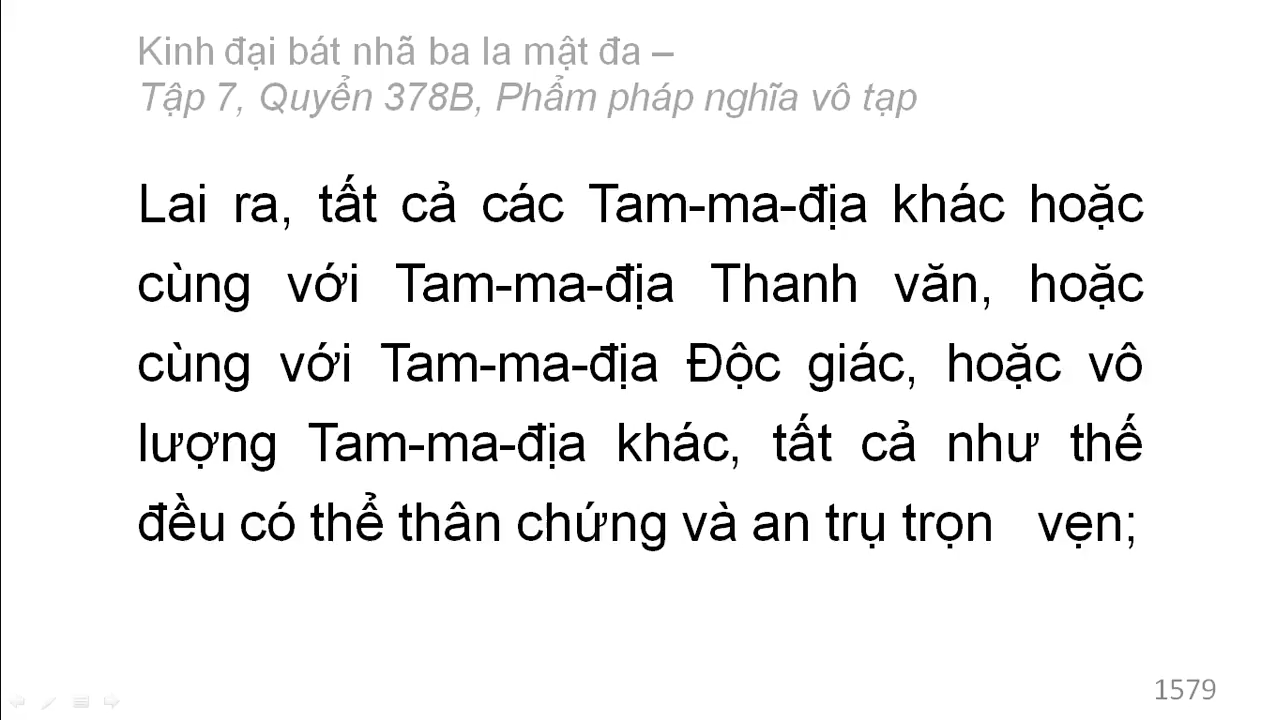 Kinh đại bát nhã ba la mật đa –
Tập 7, Quyển 378B, Phẩm pháp nghĩa vô tạp
Lai ra, tất cả các Tam-ma-địa khác hoặc
cùng với Tam-ma-địa Thanh văn, hoặc
cùng với Tam-ma-địa Độc giác, hoặc vô
lượng Tam-ma-địa khác, tất cả như thế
đều có thể thân chứng và an trụ trọn vẹn;
1579